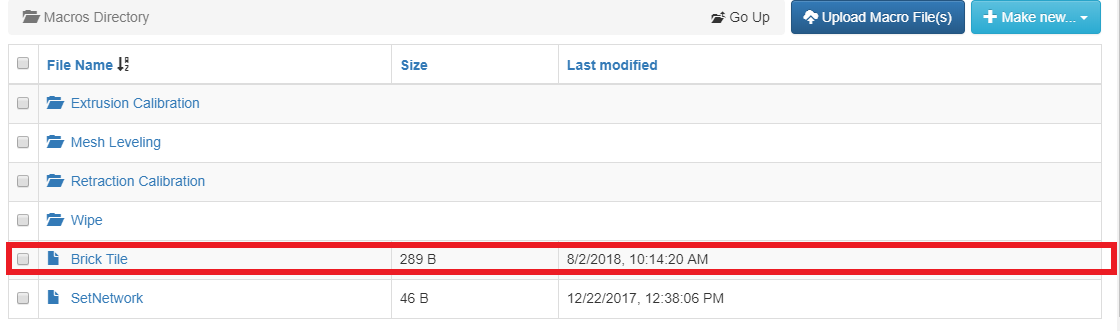 Macros Directory Go Up Upload Macro File(s) Make new...
File Name Size Last modified
Extrusion Calibration
Mesh Leveling
Retraction Calibration
Wipe
Brick Tile 289 B 8/2/2018, 10:14:20 AM
SetNetwork 46 B 12/22/2017, 12:38:06 PM